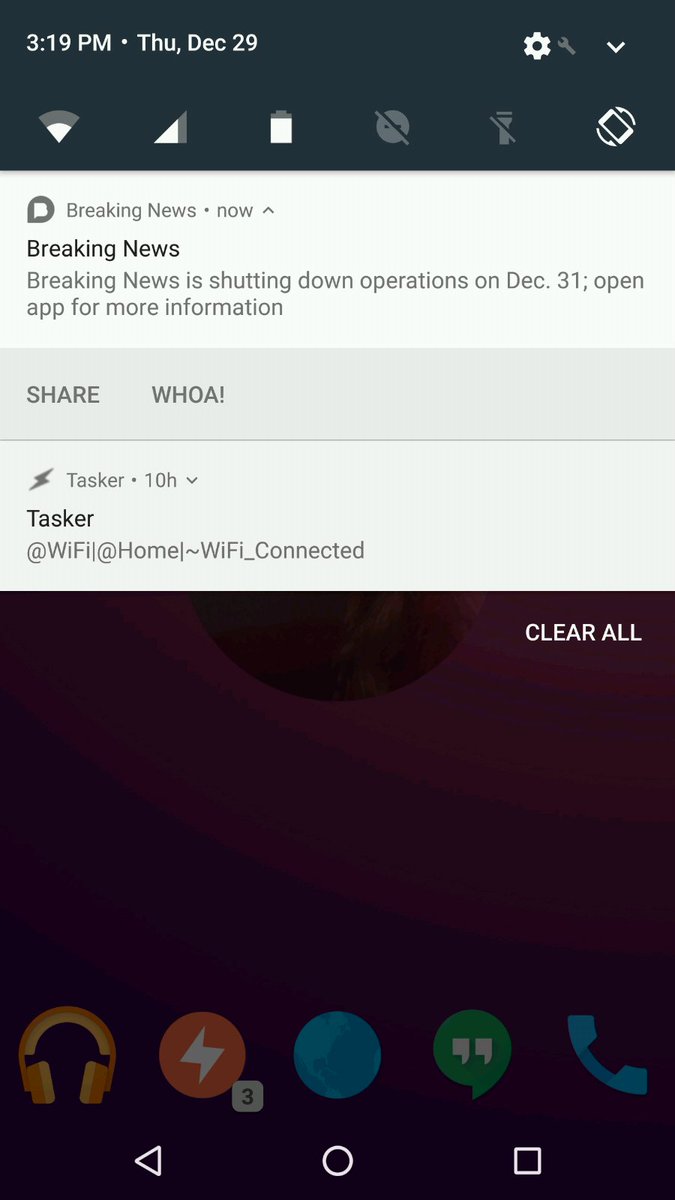 3:19 PM • Thu, Dec 29
Breaking News • now
Breaking News
Breaking News is shutting down operations on Dec. 31; open
app for more information
SHARE WHOA!
Tasker • 10h
Tasker
@WiFi|@Home|~WiFi_Connected
CLEAR ALL
3